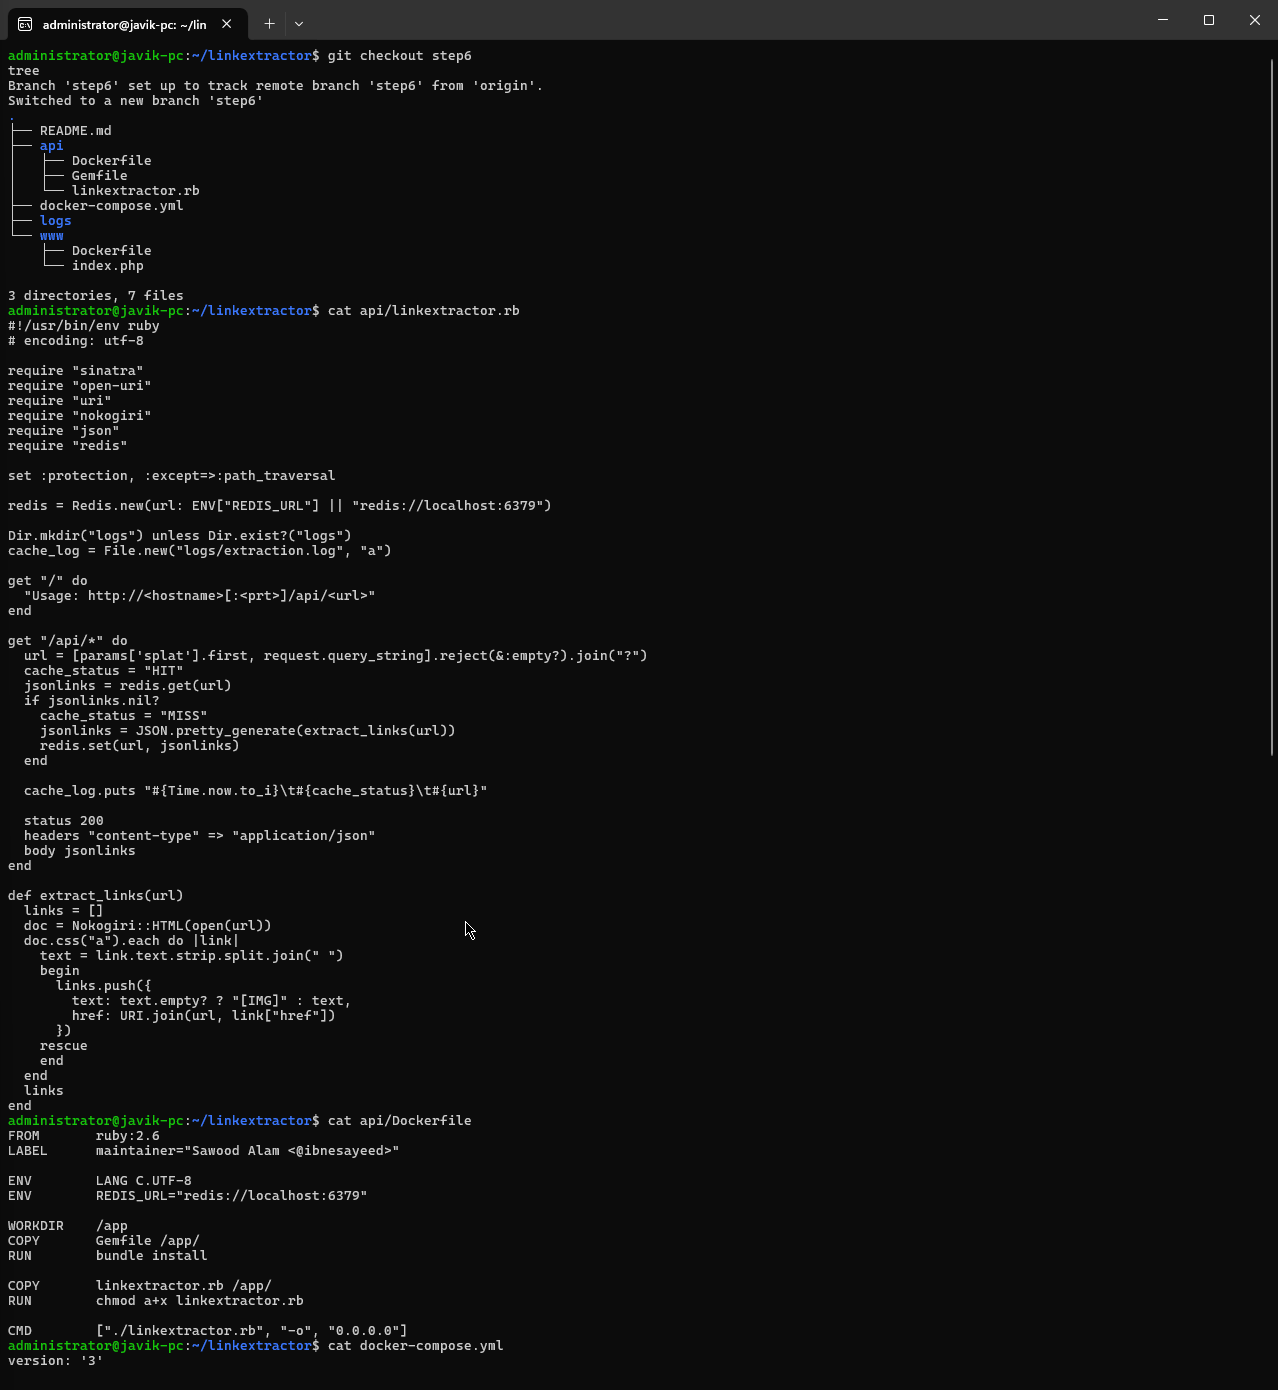 administrator@javik-pc: ~/lin
administrator@javik-pc:~/linkextractor$ git checkout step6
tree
Branch 'step6' set up to track remote branch 'step6' from 'origin'.
Switched to a new branch 'step6'
.
├── README.md
├── api
│   ├── Dockerfile
│   ├── Gemfile
│   └── linkextractor.rb
├── docker-compose.yml
├── logs
└── www
    ├── Dockerfile
    └── index.php

3 directories, 7 files
administrator@javik-pc:~/linkextractor$ cat api/linkextractor.rb
#!/usr/bin/env ruby
# encoding: utf-8

require "sinatra"
require "open-uri"
require "uri"
require "nokogiri"
require "json"
require "redis"

set :protection, :except=>:path_traversal

redis = Redis.new(url: ENV["REDIS_URL"] || "redis://localhost:6379")

Dir.mkdir("logs") unless Dir.exist?("logs")
cache_log = File.new("logs/extraction.log", "a")

get "/" do
  "Usage: http://<hostname>[:<prt>]/api/<url>"
end

get "/api/*" do
  url = [params['splat'].first, request.query_string].reject(&:empty?).join("?")
  cache_status = "HIT"
  jsonlinks = redis.get(url)
  if jsonlinks.nil?
    cache_status = "MISS"
    jsonlinks = JSON.pretty_generate(extract_links(url))
    redis.set(url, jsonlinks)
  end

  cache_log.puts "#{Time.now.to_i}\t#{cache_status}\t#{url}"

  status 200
  headers "content-type" => "application/json"
  body jsonlinks
end

def extract_links(url)
  links = []
  doc = Nokogiri::HTML(open(url))
  doc.css("a").each do |link|
    text = link.text.strip.split.join(" ")
    begin
      links.push({
        text: text.empty? ? "[IMG]" : text,
        href: URI.join(url, link["href"])
      })
    rescue
    end
  end
  links
end
administrator@javik-pc:~/linkextractor$ cat api/Dockerfile
FROM       ruby:2.6
LABEL      maintainer="Sawood Alam <@ibnesayeed>"

ENV        LANG C.UTF-8
ENV        REDIS_URL="redis://localhost:6379"

WORKDIR    /app
COPY       Gemfile /app/
RUN        bundle install

COPY       linkextractor.rb /app/
RUN        chmod a+x linkextractor.rb

CMD        ["./linkextractor.rb", "-o", "0.0.0.0"]
administrator@javik-pc:~/linkextractor$ cat docker-compose.yml
version: '3'